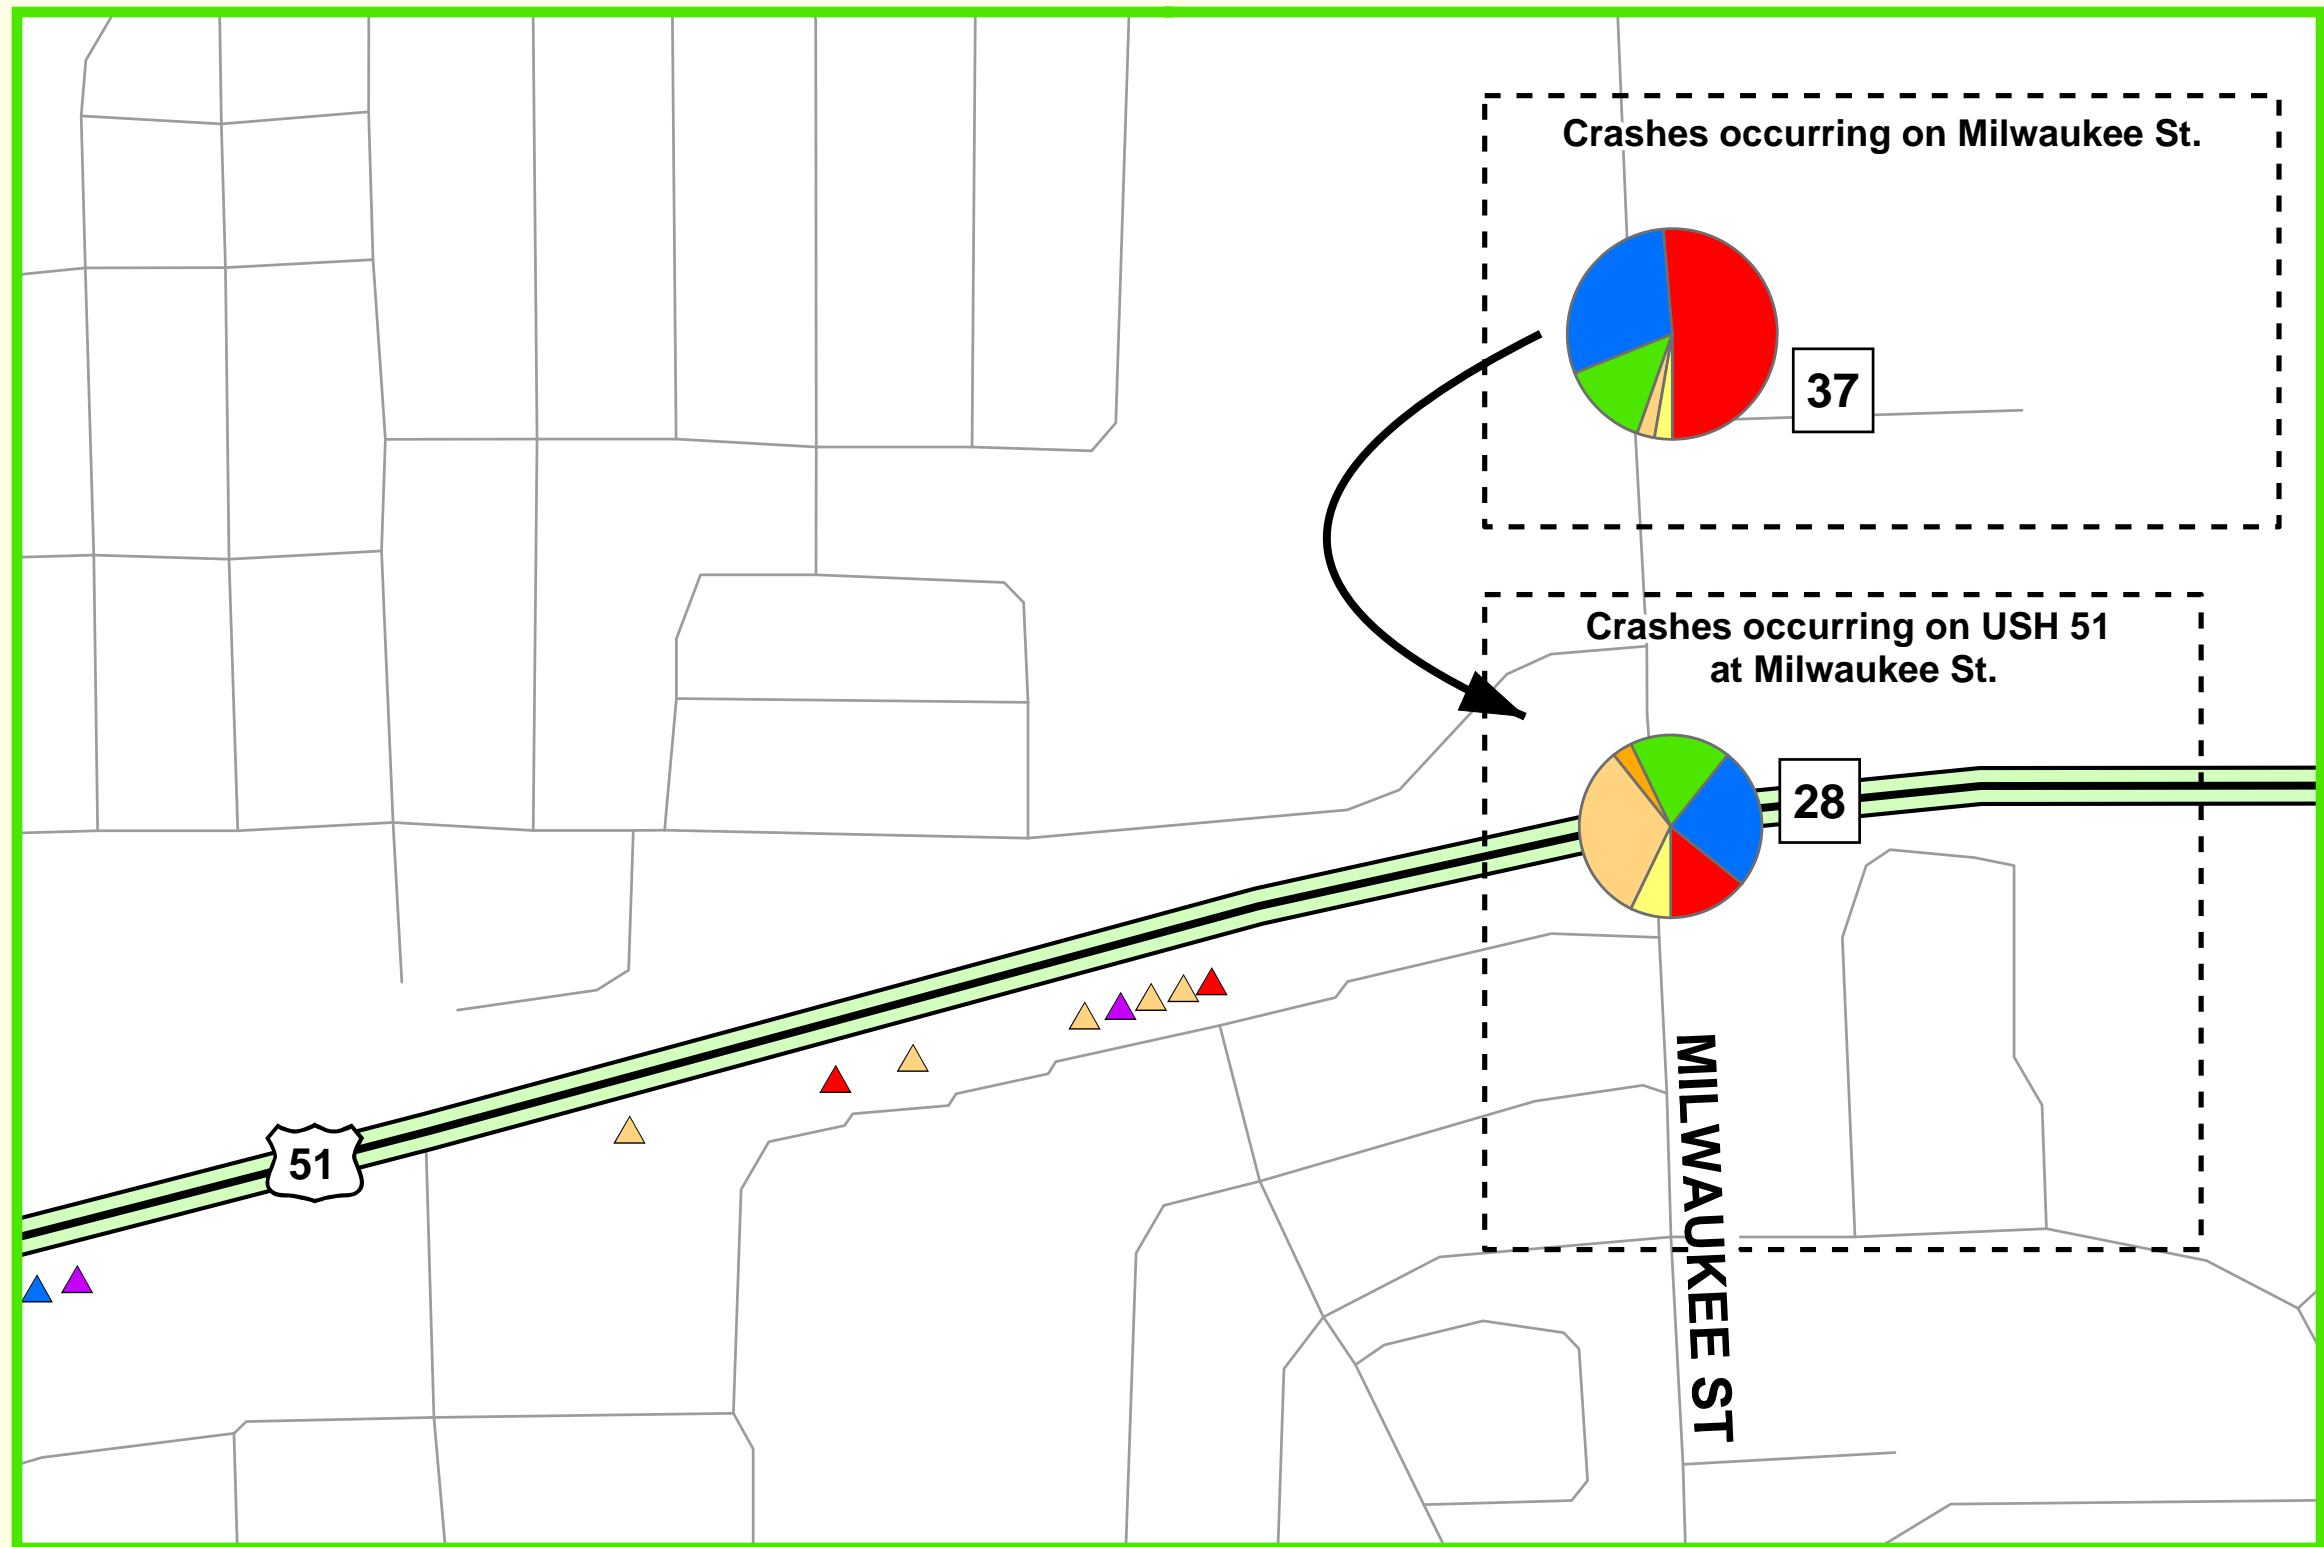 Crashes occurring on Milwaukee St.
37
Crashes occurring on USH 51
at Milwaukee St.
28
51
MILWAUKEE ST